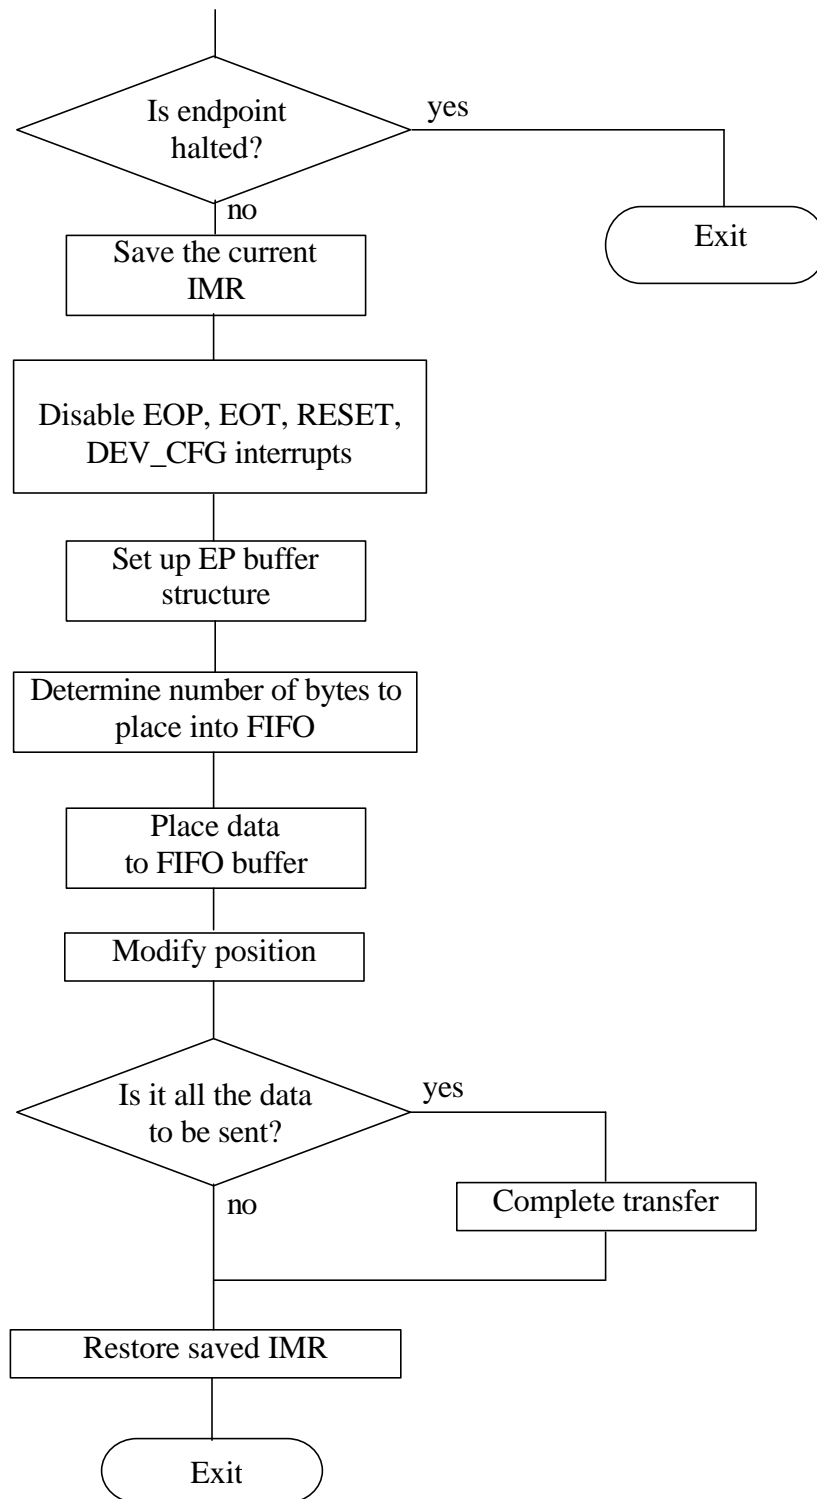 Is endpoint
halted?
yes
no
Exit
Save the current
IMR
Disable EOP, EOT, RESET,
DEV_CFG interrupts
Set up EP buffer
structure
Determine number of bytes to
place into FIFO
Place data
to FIFO buffer
Modify position
Is it all the data
to be sent?
yes
no
Complete transfer
Restore saved IMR
Exit